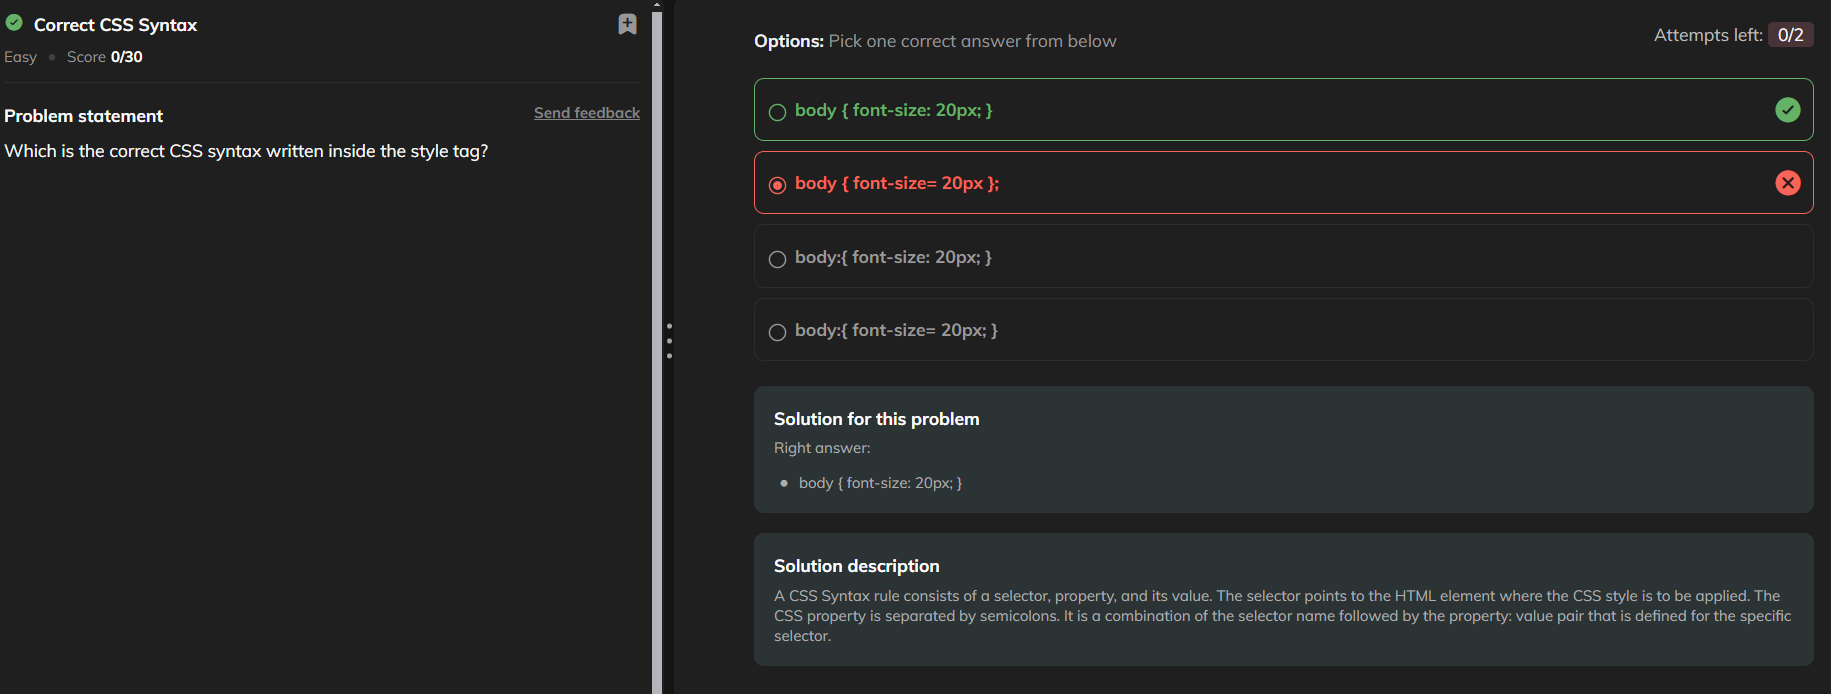 Correct CSS Syntax
Easy • Score 0/30
Problem statement
Send feedback
Which is the correct CSS syntax written inside the style tag?
Options: Pick one correct answer from below
Attempts left: 0/2
body { font-size: 20px; }
body { font-size= 20px };
body:{ font-size: 20px; }
body:{ font-size= 20px; }
Solution for this problem
Right answer:
• body { font-size: 20px; }
Solution description
A CSS Syntax rule consists of a selector, property, and its value. The selector points to the HTML element where the CSS style is to be applied. The
CSS property is separated by semicolons. It is a combination of the selector name followed by the property: value pair that is defined for the specific
selector.